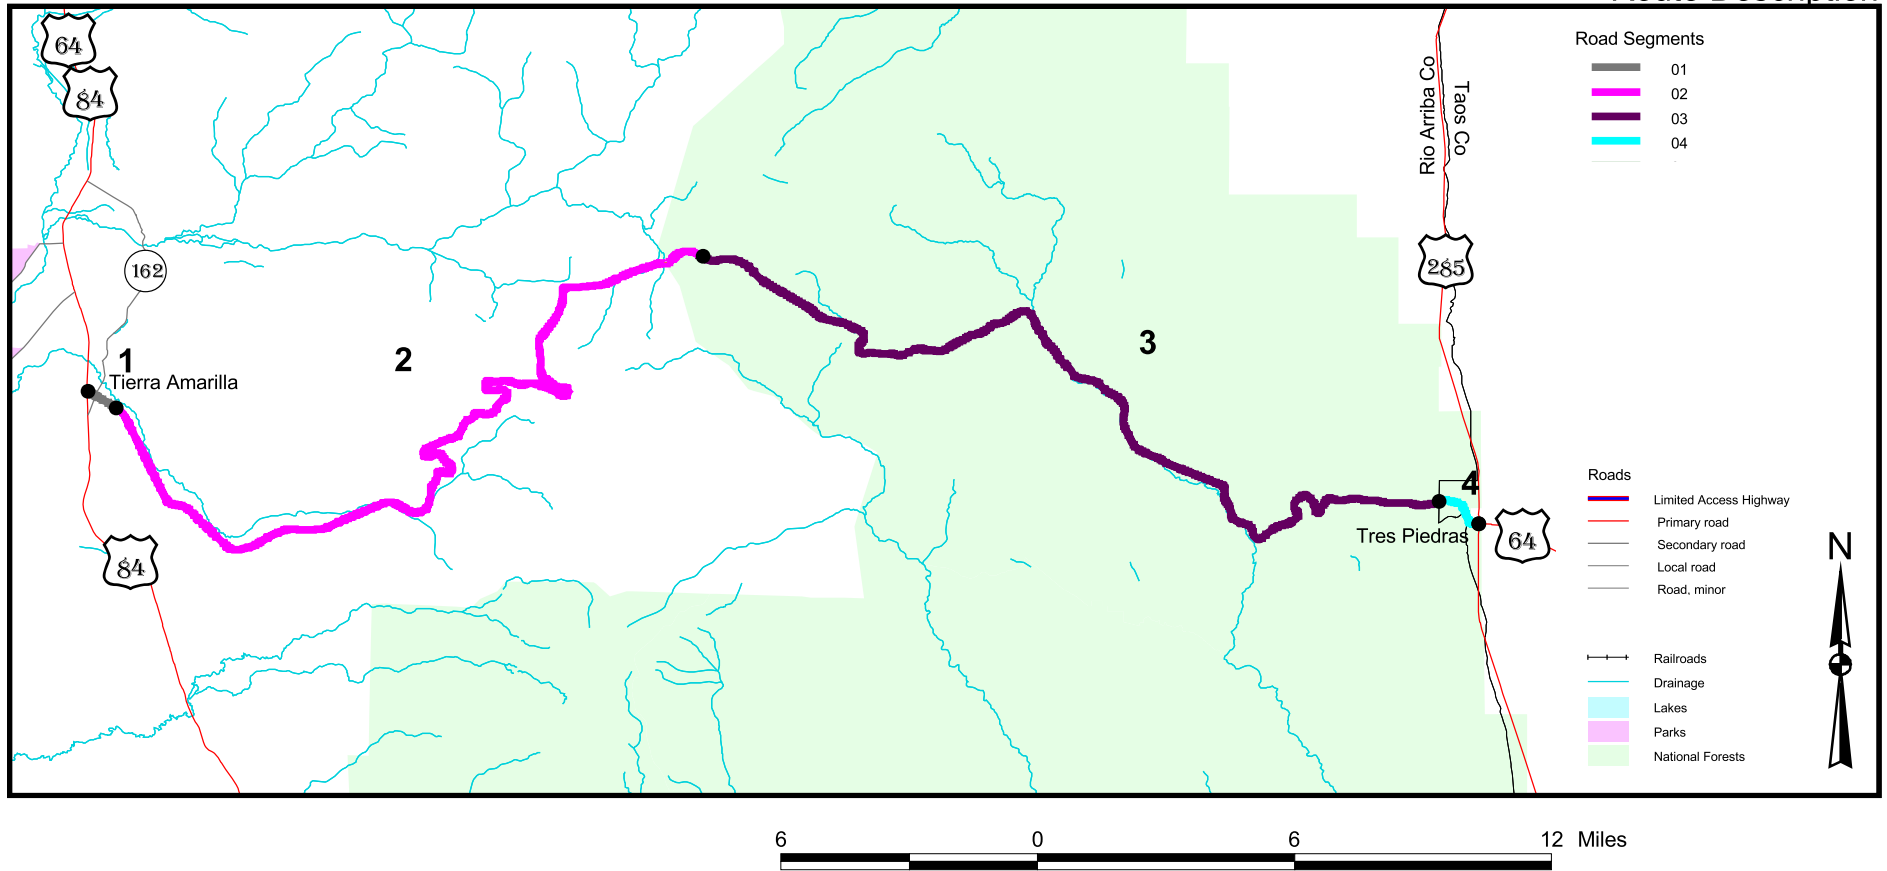 Route Description
64
84
Road Segments
01
02
03
04
Rio Arriba Co
Taos Co
162
285
1
2
3
Tierra Amarilla
4
Tres Piedras
64
84
Roads
Limited Access Highway
Primary road
Secondary road
Local road
Road, minor
N
Railroads
Drainage
Lakes
Parks
National Forests
6 0 6 12 Miles